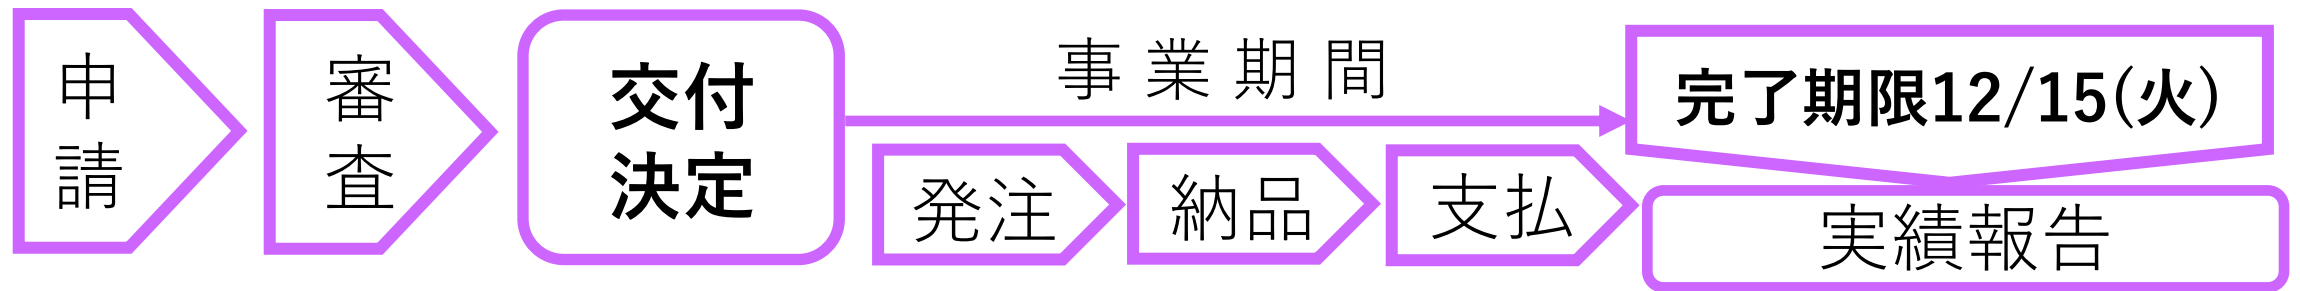 申請
審査
交付
決定
事業期間
発注
納品
支払
完了期限12/15(火)
実績報告